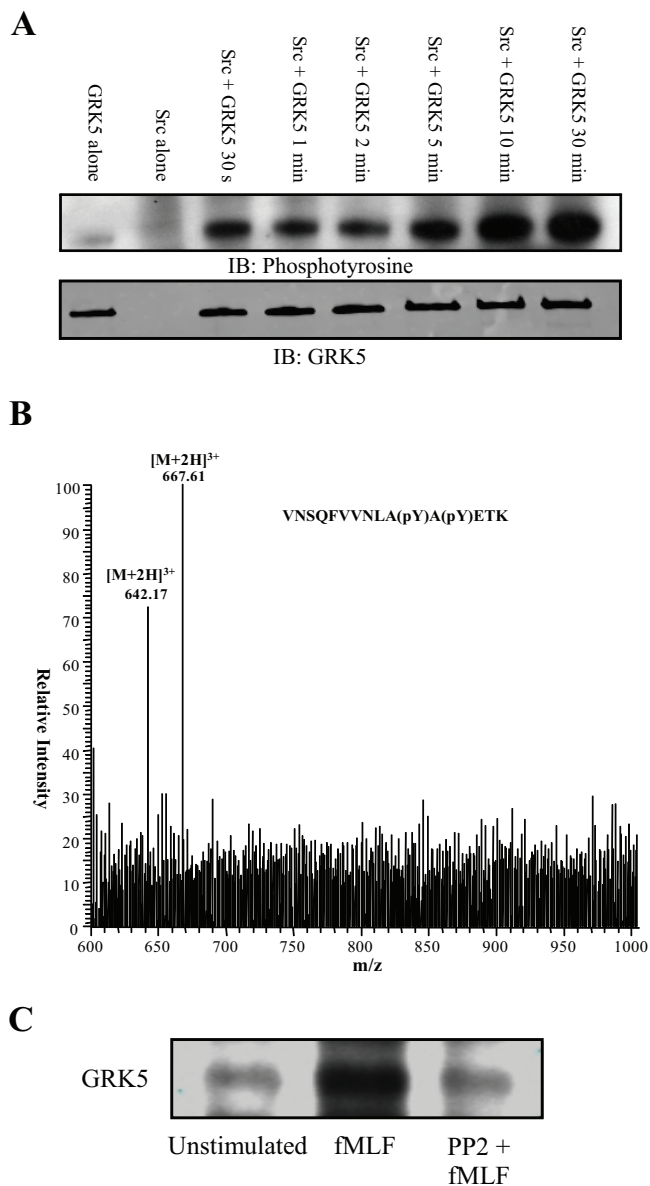 A
GRK5 alone
Src alone
Src + GRK5 30 s
Src + GRK5 1 min
Src + GRK5 2 min
Src + GRK5 5 min
Src + GRK5 10 min
Src + GRK5 30 min
IB: Phosphotyrosine
IB: GRK5
B
[M+2H]³⁺
667.61
[M+2H]³⁺
642.17
VNSQFVVNLA(pY)A(pY)ETK
Relative Intensity
100
90
80
70
60
50
40
30
20
10
0
600
650
700
750
800
850
900
950
1000
m/z
C
GRK5
Unstimulated
fMLF
PP2 +
fMLF